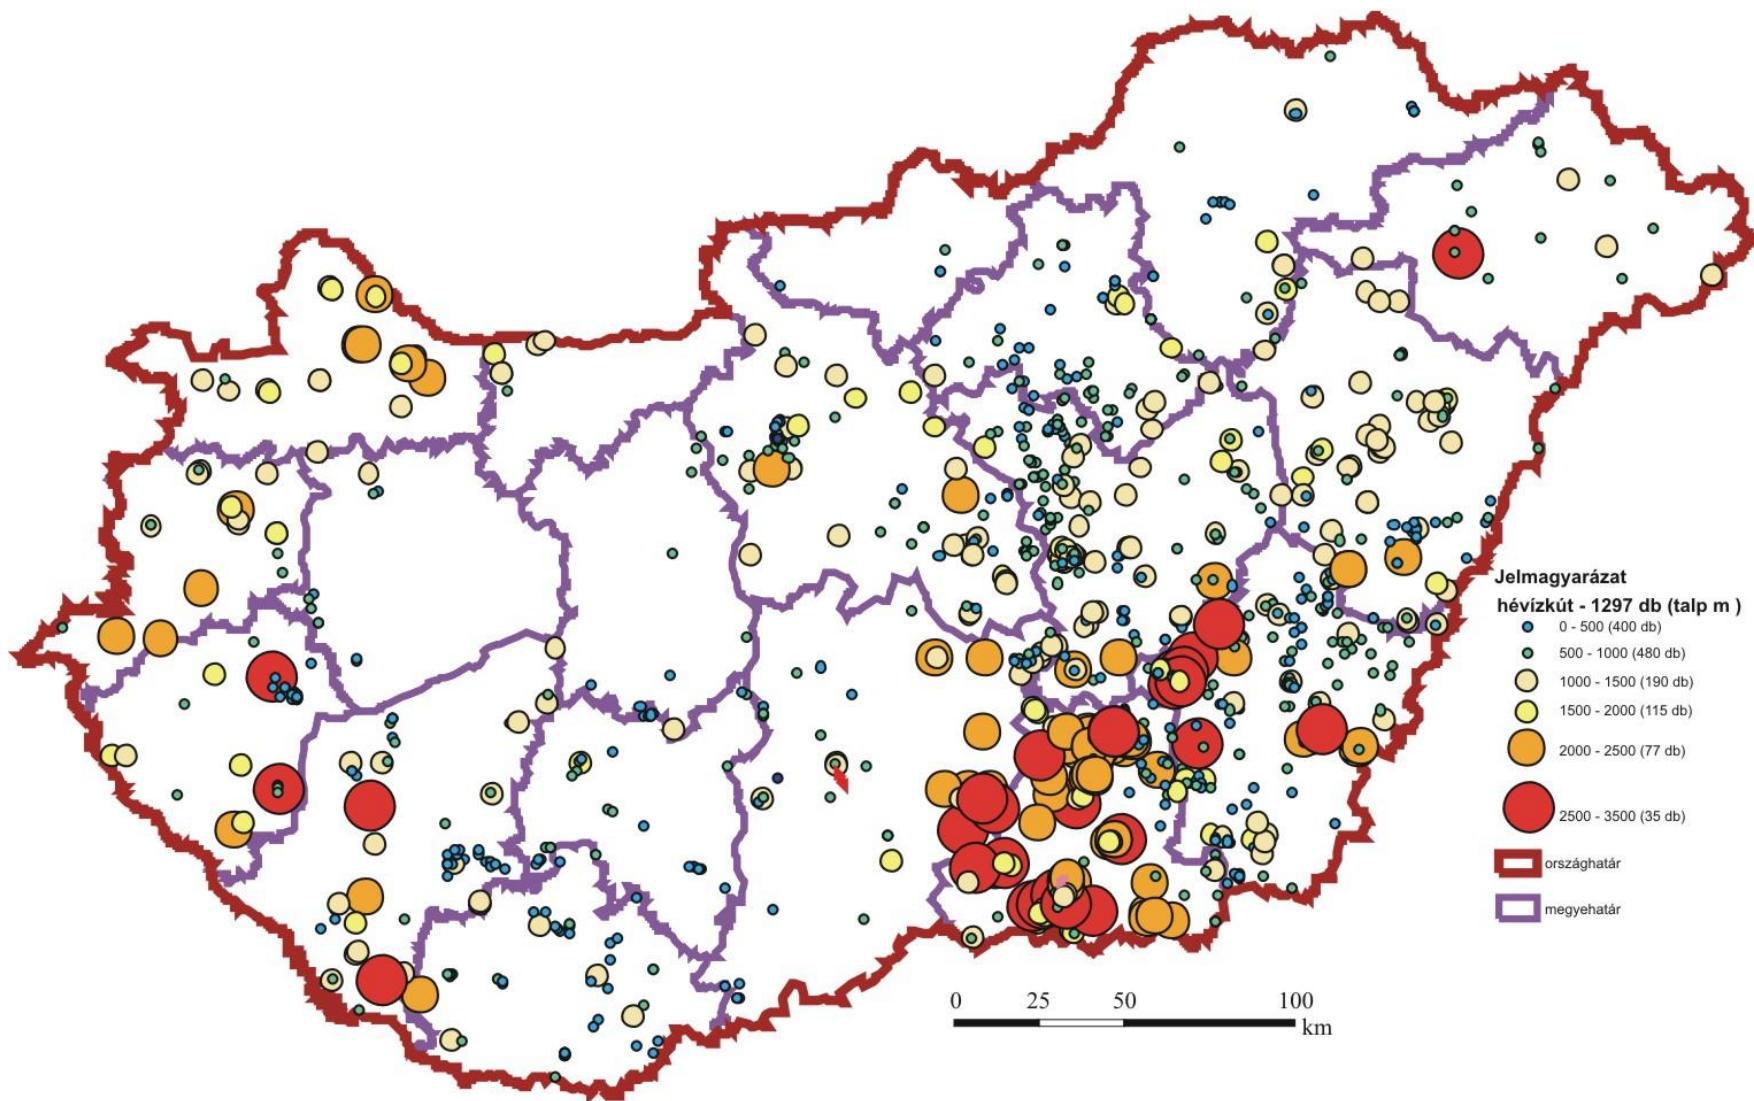 Jelmagyarázat
hévízkút - 1297 db (talp m )
0 - 500 (400 db)
500 - 1000 (480 db)
1000 - 1500 (190 db)
1500 - 2000 (115 db)
2000 - 2500 (77 db)
2500 - 3500 (35 db)
országhatár
megyehatár
0 25 50 100
km